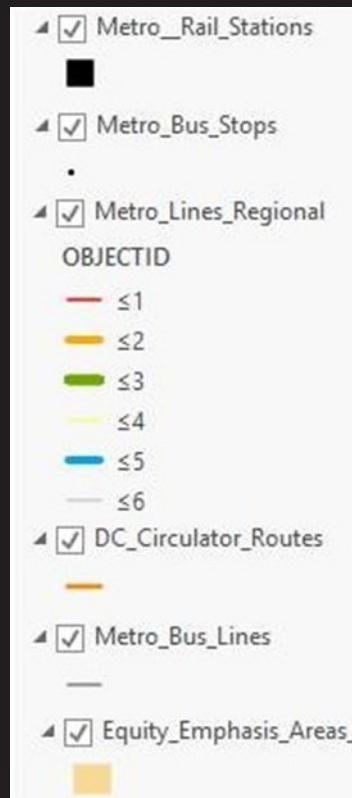 Metro__Rail_Stations
Metro_Bus_Stops
Metro_Lines_Regional
OBJECTID
≤1
≤2
≤3
≤4
≤5
≤6
DC_Circulator_Routes
Metro_Bus_Lines
Equity_Emphasis_Areas_